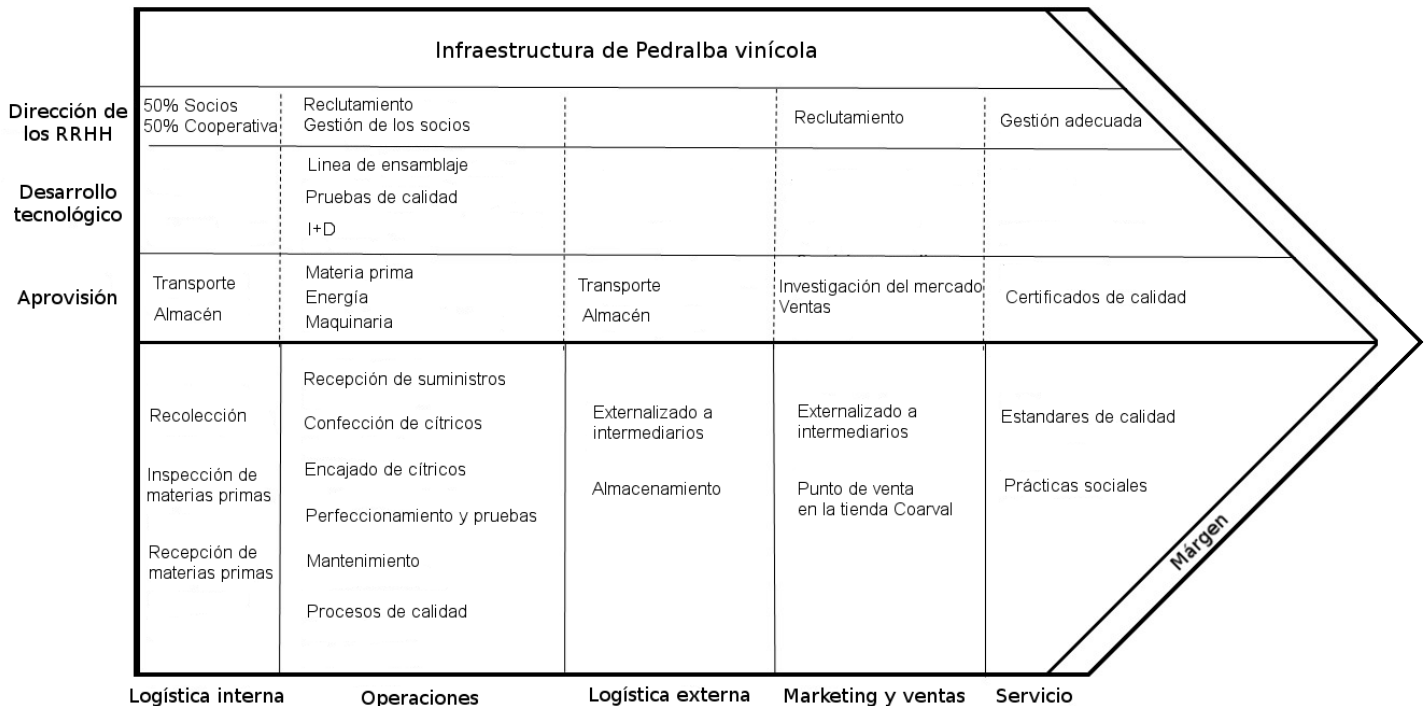 Infraestructura de Pedralba vinícola
Dirección de
los RRHH
50% Socios
50% Cooperativa
Reclutamiento
Gestión de los socios
Reclutamiento
Gestión adecuada
Desarrollo
tecnológico
Linea de ensamblaje
Pruebas de calidad
I+D
Aprovisión
Transporte
Almacén
Materia prima
Energía
Maquinaria
Transporte
Almacén
Investigación del mercado
Ventas
Certificados de calidad
Recolección
Inspección de
materias primas
Recepción de
materias primas
Recepción de suministros
Confección de cítricos
Encajado de cítricos
Perfeccionamiento y pruebas
Mantenimiento
Procesos de calidad
Externalizado a
intermediarios
Almacenamiento
Externalizado a
intermediarios
Punto de venta
en la tienda Coarval
Estandares de calidad
Prácticas sociales
Márgen
Logística interna
Operaciones
Logística externa
Marketing y ventas
Servicio